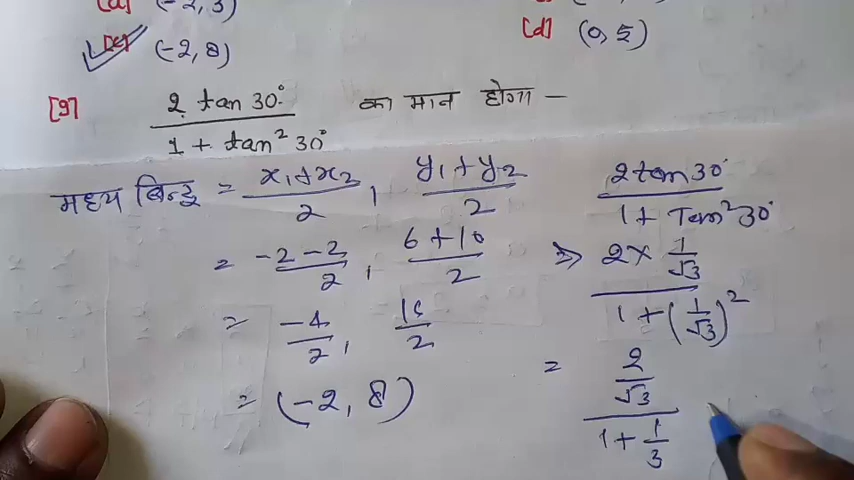 [a] (-2, 3)
[c] (-2, 8)
[d] (0, 5)
[9] 2 tan 30° / 1 + tan² 30° का मान होगा —
मध्य बिन्दू = x₁+x₂ / 2 , y₁+y₂ / 2
= -2-2 / 2 , 6+10 / 2
= -4 / 2 , 16 / 2
= (-2, 8)
2 tan 30° / 1 + Tan² 30°
⇒ 2 × 1/√3 / 1 + (1/√3)²
= 2/√3 / 1 + 1/3